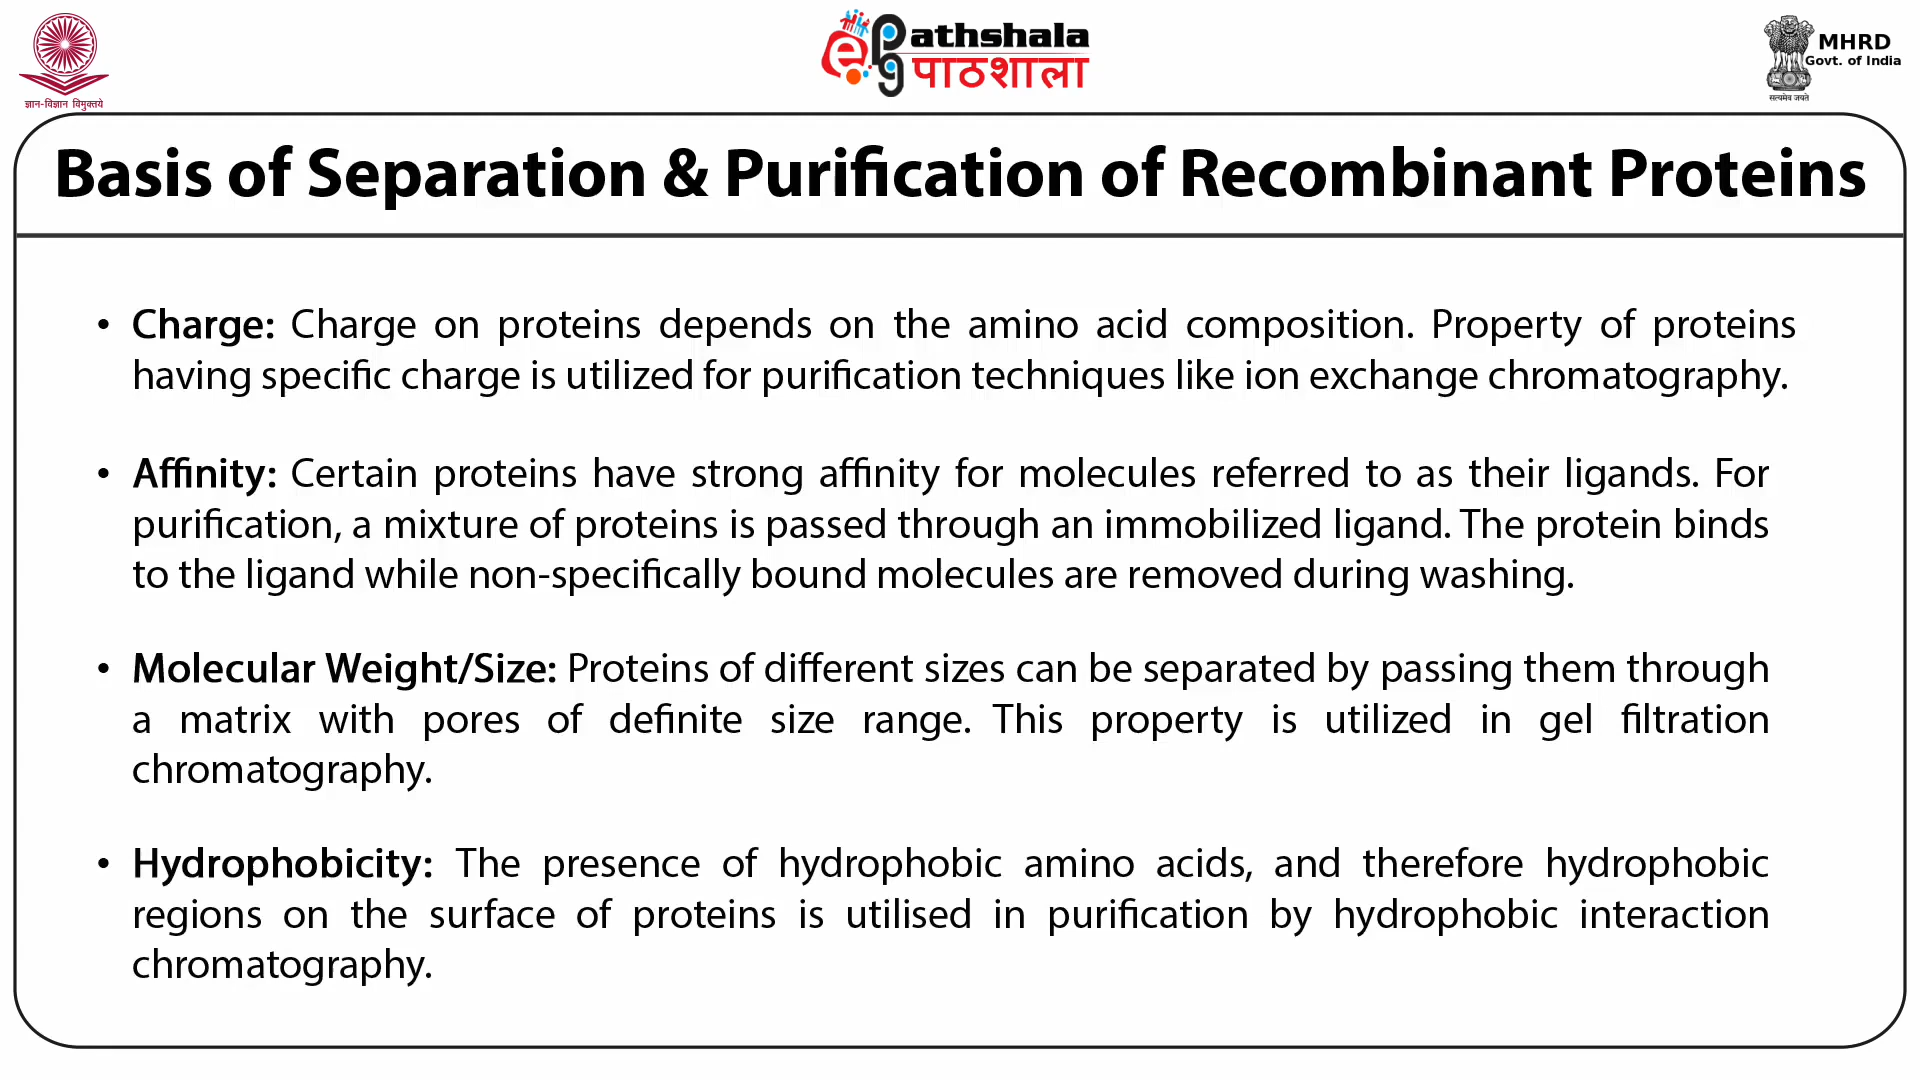 ज्ञान-विज्ञान विमुक्तये
e PG athshala
पाठशाला
MHRD
Govt. of India
सत्यमेव जयते
Basis of Separation & Purification of Recombinant Proteins
• Charge: Charge on proteins depends on the amino acid composition. Property of proteins
having specific charge is utilized for purification techniques like ion exchange chromatography.
• Affinity: Certain proteins have strong affinity for molecules referred to as their ligands. For
purification, a mixture of proteins is passed through an immobilized ligand. The protein binds
to the ligand while non-specifically bound molecules are removed during washing.
• Molecular Weight/Size: Proteins of different sizes can be separated by passing them through
a matrix with pores of definite size range. This property is utilized in gel filtration
chromatography.
• Hydrophobicity: The presence of hydrophobic amino acids, and therefore hydrophobic
regions on the surface of proteins is utilised in purification by hydrophobic interaction
chromatography.